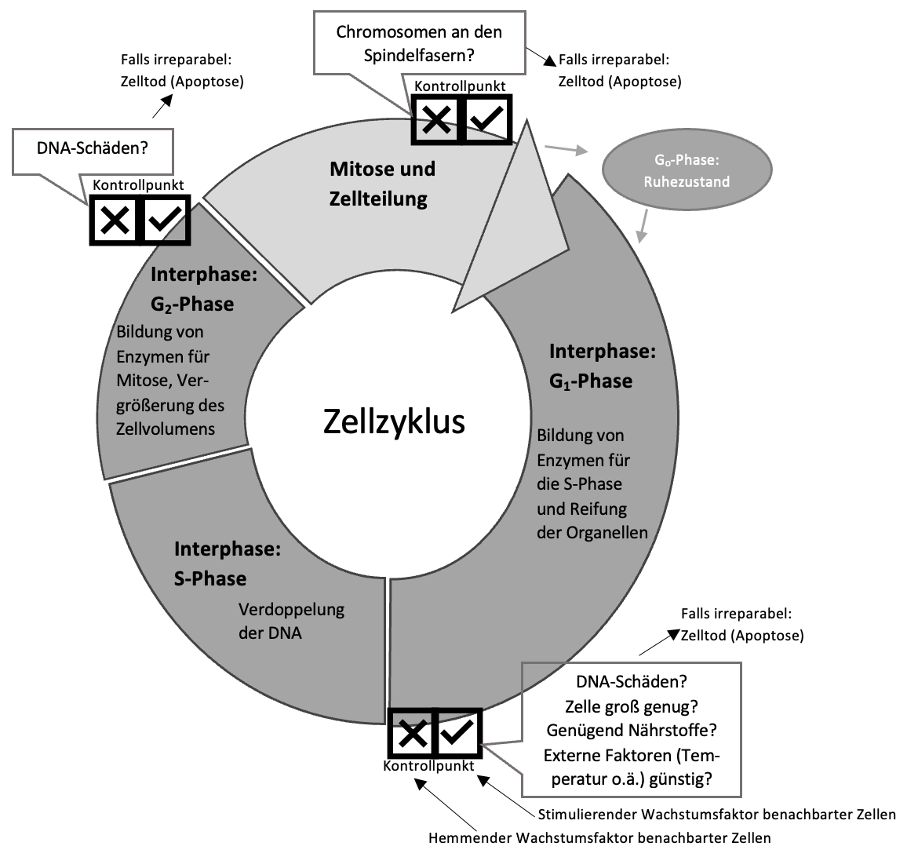 Chromosomen an den
Spindelfasern?
Falls irreparabel:
Zelltod (Apoptose)
Falls irreparabel:
Zelltod (Apoptose)
Kontrollpunkt
DNA-Schäden?
Kontrollpunkt
Mitose und
Zellteilung
G₀-Phase:
Ruhezustand
Interphase:
G₂-Phase
Bildung von
Enzymen für
Mitose, Ver-
größerung des
Zellvolumens
Zellzyklus
Interphase:
G₁-Phase
Bildung von
Enzymen für
die S-Phase
und Reifung
der Organellen
Interphase:
S-Phase
Verdoppelung
der DNA
Falls irreparabel:
Zelltod (Apoptose)
DNA-Schäden?
Zelle groß genug?
Genügend Nährstoffe?
Externe Faktoren (Tem-
peratur o.ä.) günstig?
Kontrollpunkt
Stimulierender Wachstumsfaktor benachbarter Zellen
Hemmender Wachstumsfaktor benachbarter Zellen